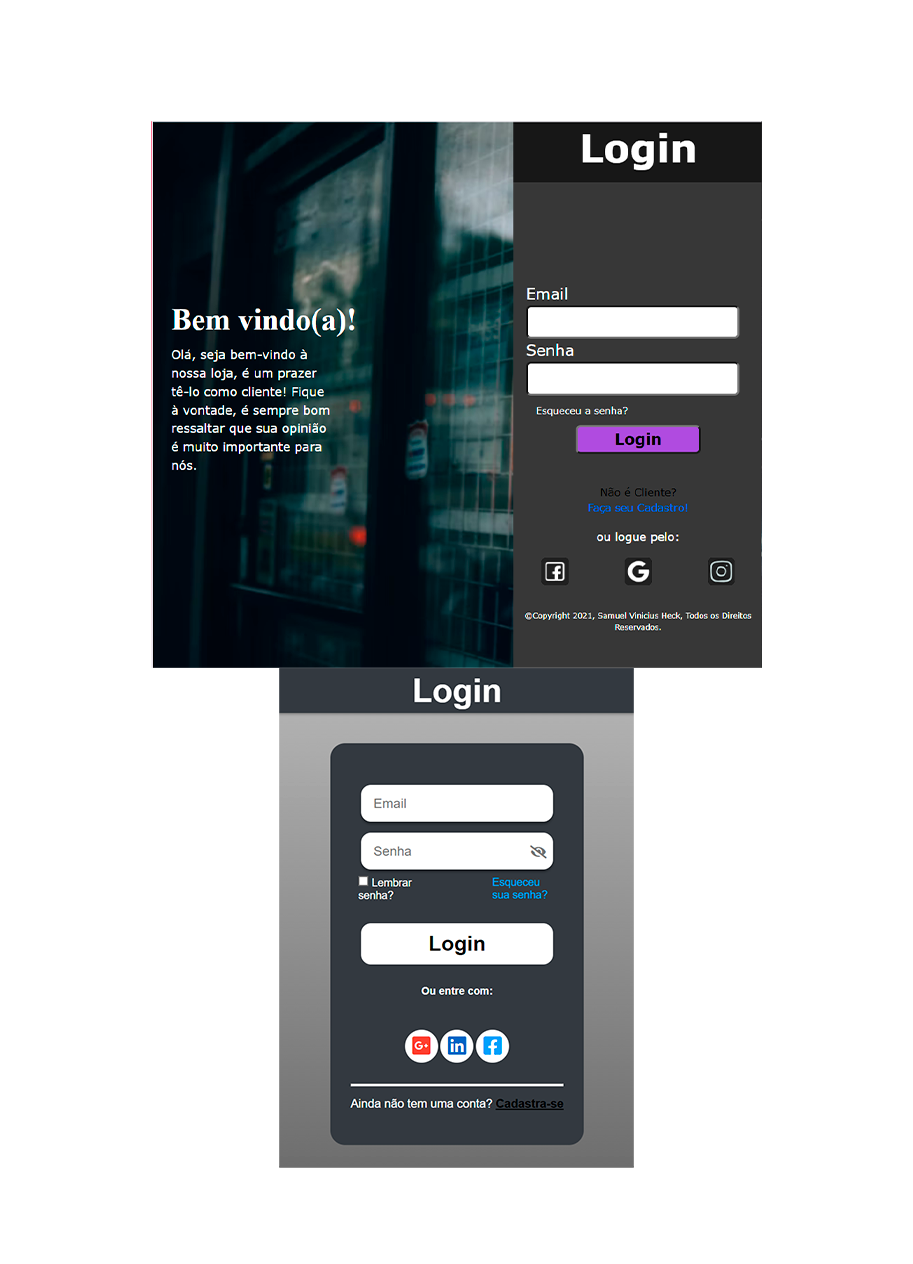 Login
Bem vindo(a)!
Olá, seja bem-vindo à
nossa loja, é um prazer
tê-lo como cliente! Fique
à vontade, é sempre bom
ressaltar que sua opinião
é muito importante para
nós.
Email
Senha
Esqueceu a senha?
Login
Não é Cliente?
Faça seu Cadastro!
ou logue pelo:
©Copyright 2021, Samuel Vinicius Heck, Todos os Direitos
Reservados.
Login
Email
Senha
Lembrar
senha?
Esqueceu
sua senha?
Login
Ou entre com:
G+
in
Ainda não tem uma conta? Cadastra-se